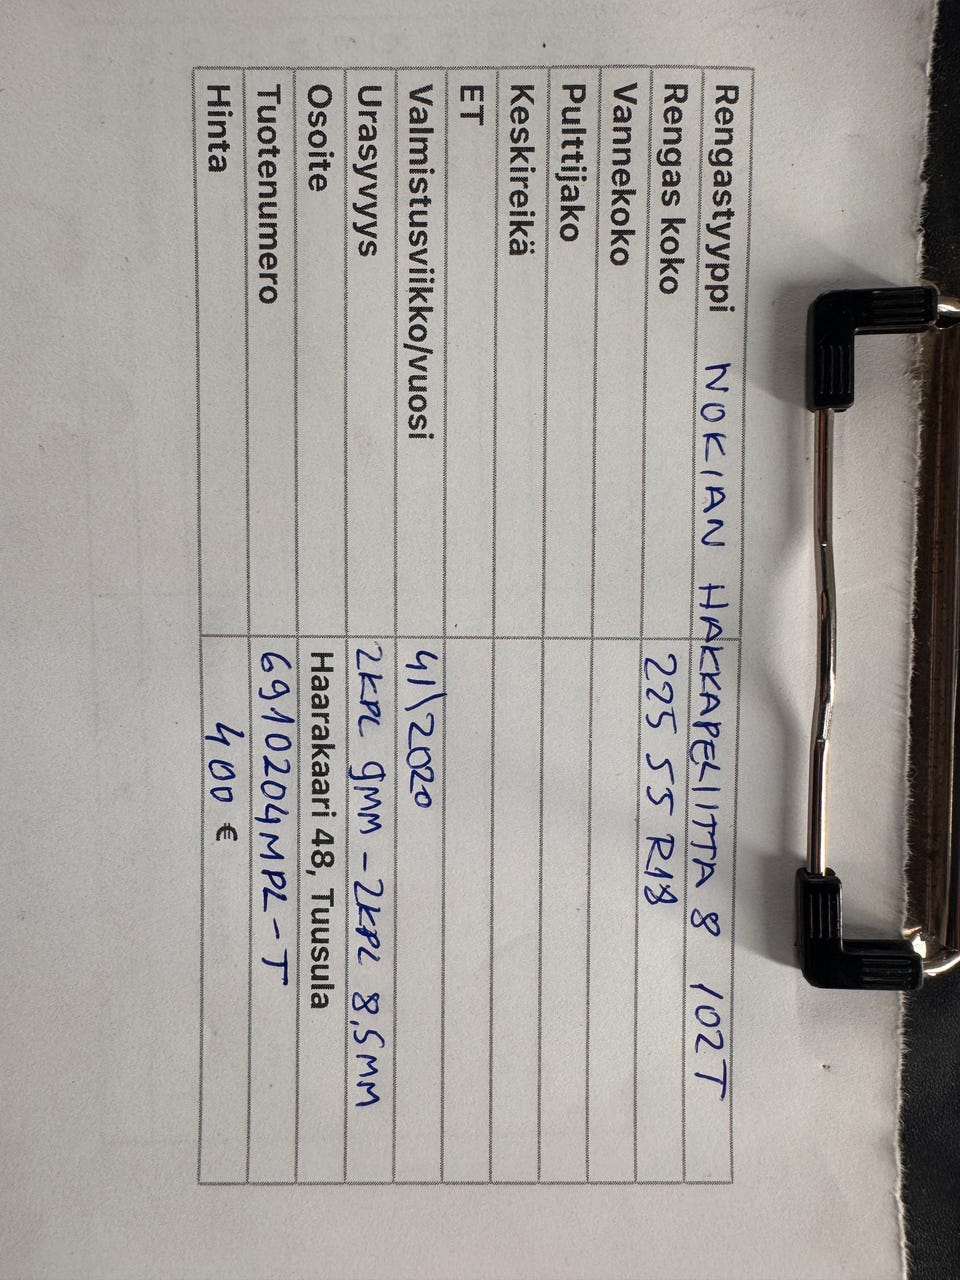 Rengastyyppi NOKIAN HAKKAPELIITTA 8 102T
Rengas koko 225 55 R18
Vannekoko
Pulttijako
Keskireikä
ET
Valmistusviikko/vuosi 41\2020
Urasyvyys 2KPL 9MM - 2KPL 8,5MM
Osoite Haarakaari 48, Tuusula
Tuotenumero 6910204MPL-T
Hinta 400 €